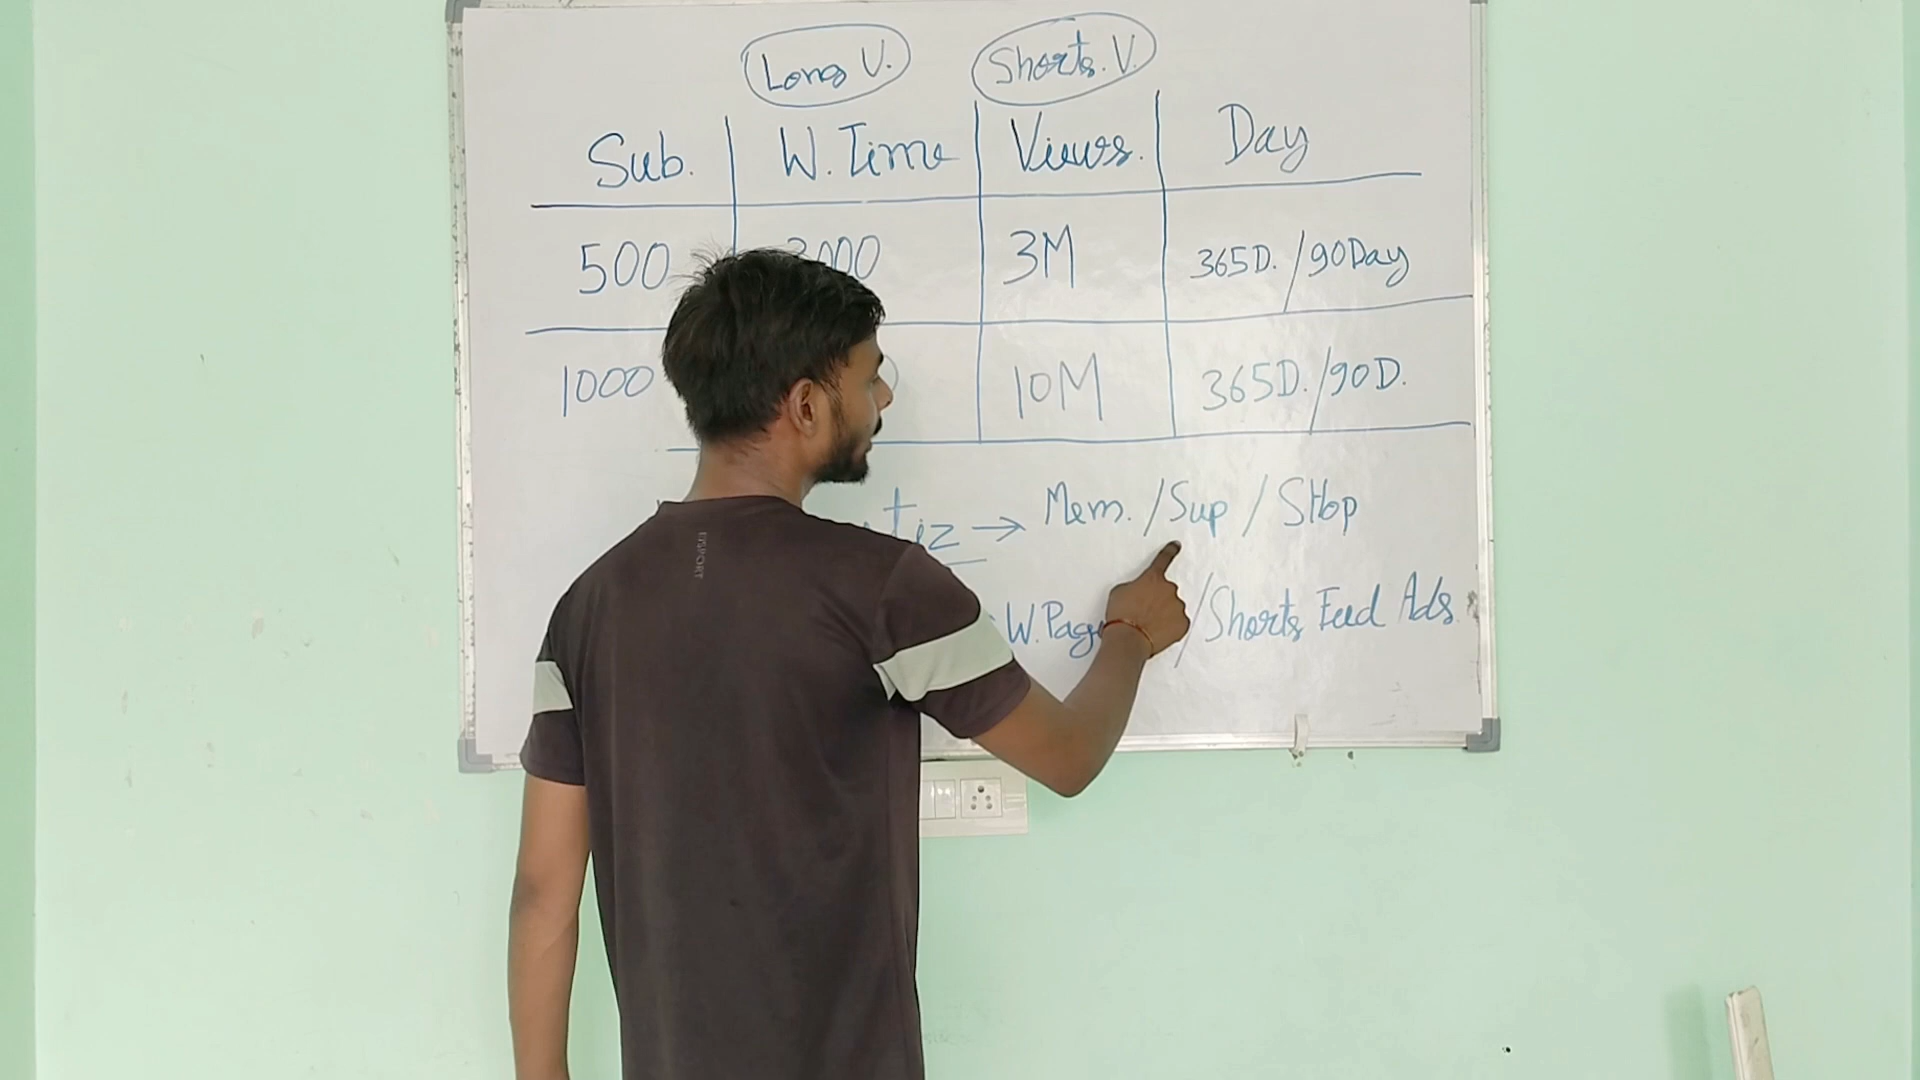 Long V. Shorts. V.
Sub. W. Time Views. Day
500 3000 3M 365D. / 90Day
1000 10M 365D. / 90D.
→ Mem. / Sup / SHop
W. Page / Shorts Feed Ads.